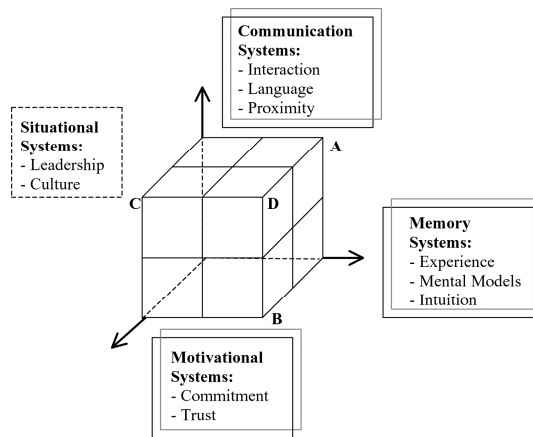 Communication
Systems:
- Interaction
- Language
- Proximity
Situational
Systems:
- Leadership
- Culture
A
C
D
Memory
Systems:
- Experience
- Mental Models
- Intuition
B
Motivational
Systems:
- Commitment
- Trust